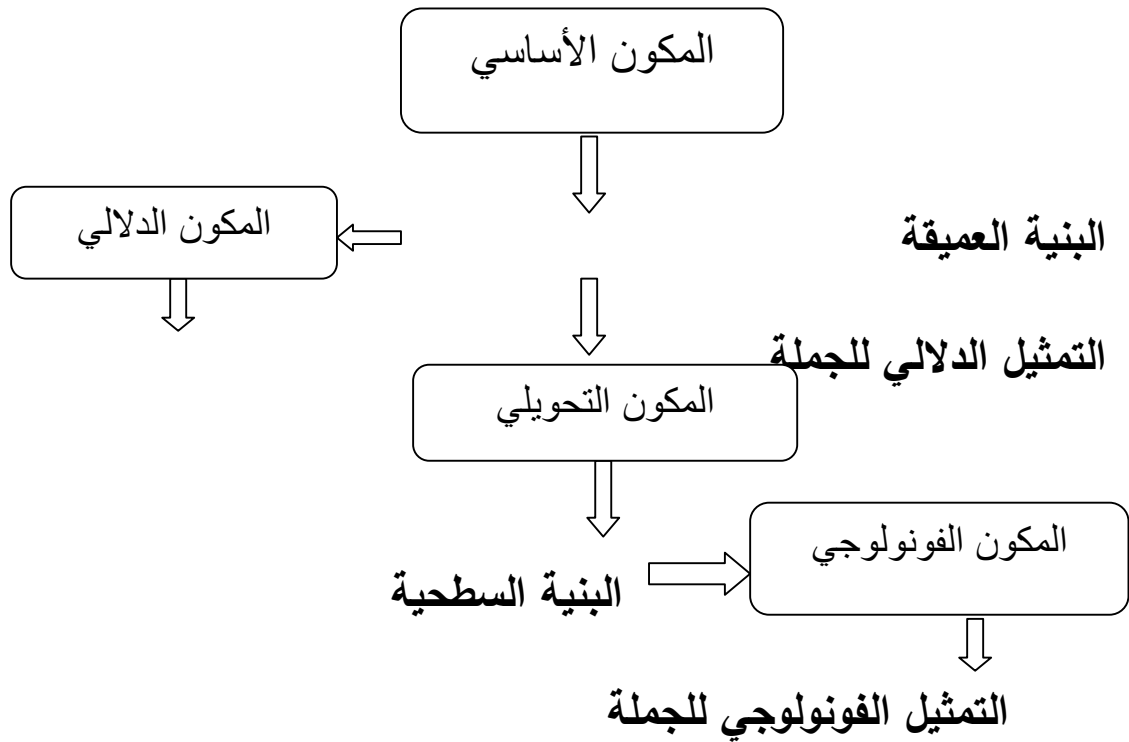 المكون الأساسي
المكون الدلالي
البنية العميقة
التمثيل الدلالي للجملة
المكون التحويلي
المكون الفونولوجي
البنية السطحية
التمثيل الفونولوجي للجملة